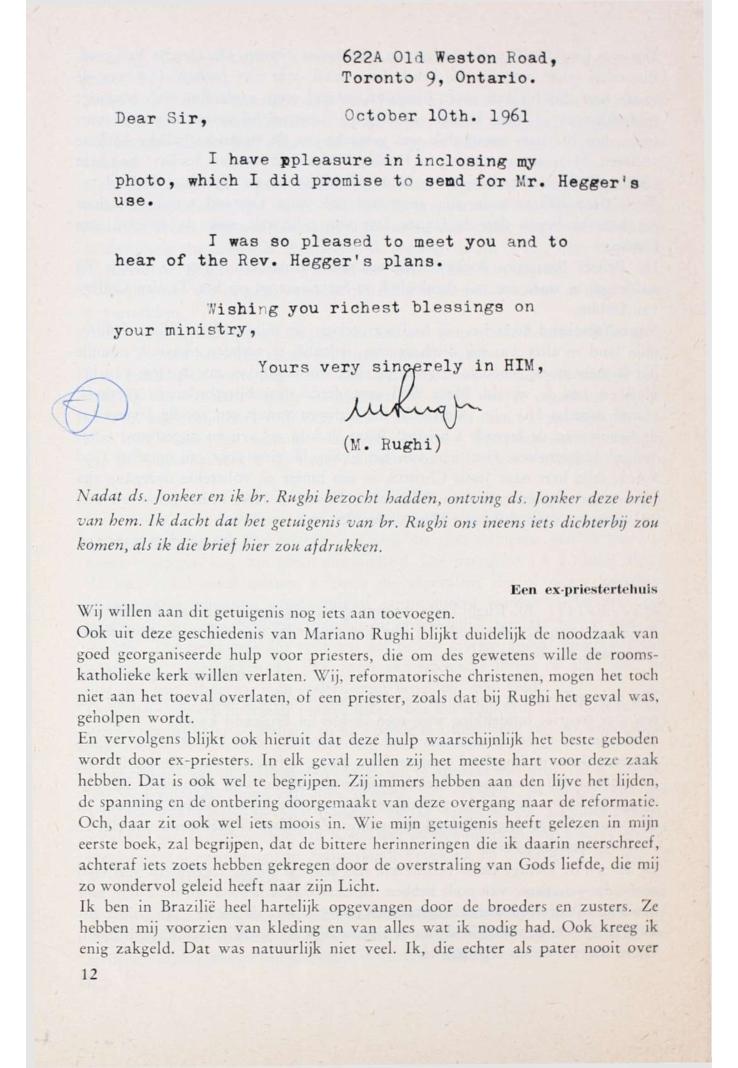 622A Old Weston Road,
Toronto 9, Ontario.
Dear Sir, October 10th. 1961
I have ppleasure in inclosing my
photo, which I did promise to send for Mr. Hegger's
use.
I was so pleased to meet you and to
hear of the Rev. Hegger's plans.
Wishing you richest blessings on
your ministry,
Yours very sincerely in HIM,
MRughi
(M. Rughi)
Nadat ds. Jonker en ik br. Rughi bezocht hadden, ontving ds. Jonker deze brief
van hem. Ik dacht dat het getuigenis van br. Rughi ons ineens iets dichterbij zou
komen, als ik die brief hier zou afdrukken.
Een ex-priestertehuis
Wij willen aan dit getuigenis nog iets aan toevoegen.
Ook uit deze geschiedenis van Mariano Rughi blijkt duidelijk de noodzaak van
goed georganiseerde hulp voor priesters, die om des gewetens wille de rooms-
katholieke kerk willen verlaten. Wij, reformatorische christenen, mogen het toch
niet aan het toeval overlaten, of een priester, zoals dat bij Rughi het geval was,
geholpen wordt.
En vervolgens blijkt ook hieruit dat deze hulp waarschijnlijk het beste geboden
wordt door ex-priesters. In elk geval zullen zij het meeste hart voor deze zaak
hebben. Dat is ook wel te begrijpen. Zij immers hebben aan den lijve het lijden,
de spanning en de ontbering doorgemaakt van deze overgang naar de reformatie.
Och, daar zit ook wel iets moois in. Wie mijn getuigenis heeft gelezen in mijn
eerste boek, zal begrijpen, dat de bittere herinneringen die ik daarin neerschreef,
achteraf iets zoets hebben gekregen door de overstraling van Gods liefde, die mij
zo wondervol geleid heeft naar zijn Licht.
Ik ben in Brazilië heel hartelijk opgevangen door de broeders en zusters. Ze
hebben mij voorzien van kleding en van alles wat ik nodig had. Ook kreeg ik
enig zakgeld. Dat was natuurlijk niet veel. Ik, die echter als pater nooit over
12